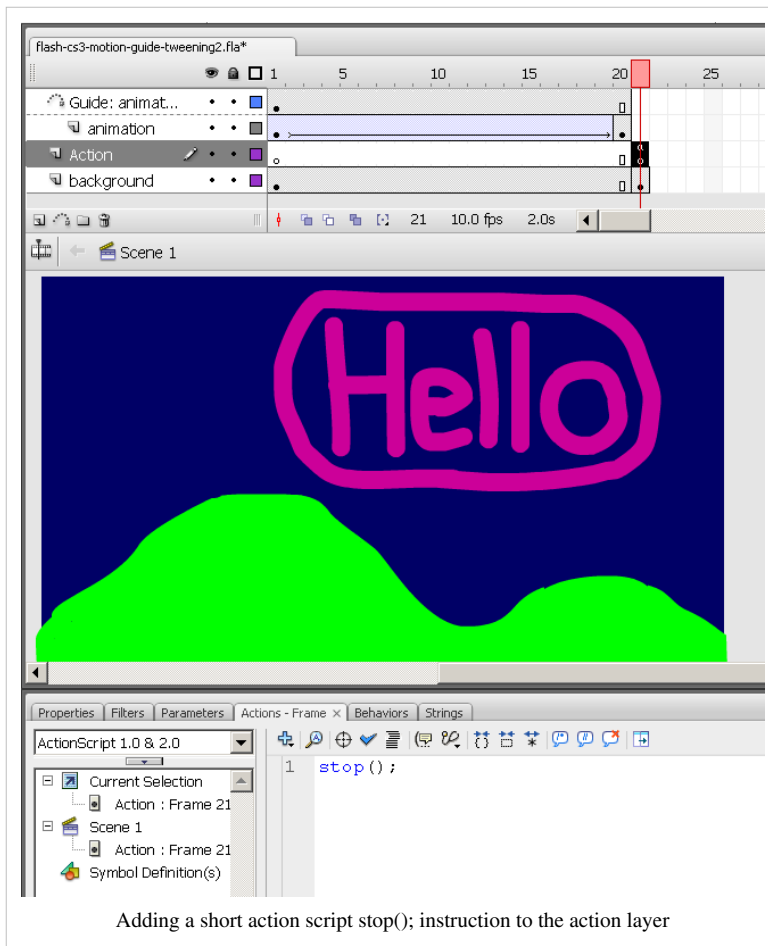 flash-cs3-motion-guide-tweening2.fla*
1 5 10 15 20 25
Guide: animat...
animation
Action
background
21 10.0 fps 2.0s
Scene 1
Hello
Properties Filters Parameters Actions - Frame × Behaviors Strings
ActionScript 1.0 & 2.0
1 stop();
Current Selection
Action : Frame 21
Scene 1
Action : Frame 21
Symbol Definition(s)
Adding a short action script stop(); instruction to the action layer